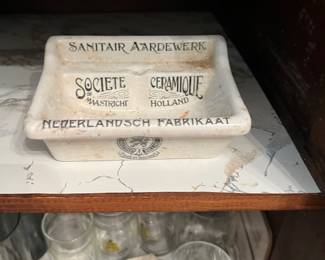 SANITAIR AARDEWERK
SOCIETE CERAMIQUE
MAASTRICHT HOLLAND
NEDERLANDSCH FABRIKAAT